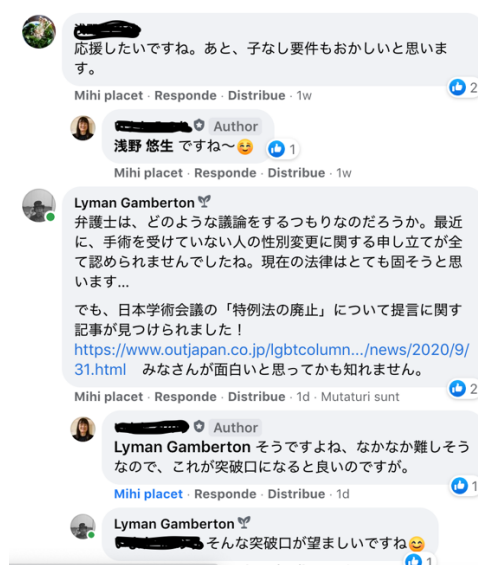 応援したいですね。あと、子なし要件もおかしいと思いま
す。
Mihi placet · Responde · Distribue · 1w
2
Author
浅野 悠生 ですね〜😊
1
Mihi placet · Responde · Distribue · 1w
Lyman Gamberton
弁護士は、どのような議論をするつもりなのだろうか。最近
に、手術を受けていない人の性別変更に関する申し立てが全
て認められませんでしたね。現在の法律はとても固そうと思
います...
でも、日本学術会議の「特例法の廃止」について提言に関す
記事が見つけられました！
https://www.outjapan.co.jp/lgbtcolumn.../news/2020/9/
31.html みなさんが面白いと思ってかも知れません。
2
Mihi placet · Responde · Distribue · 1d · Mutaturi sunt
Author
Lyman Gamberton そうですよね、なかなか難しそう
なので、これが突破口になると良いのですが。
1
Mihi placet · Responde · Distribue · 1d
Lyman Gamberton
そんな突破口が望ましいですね😊
1